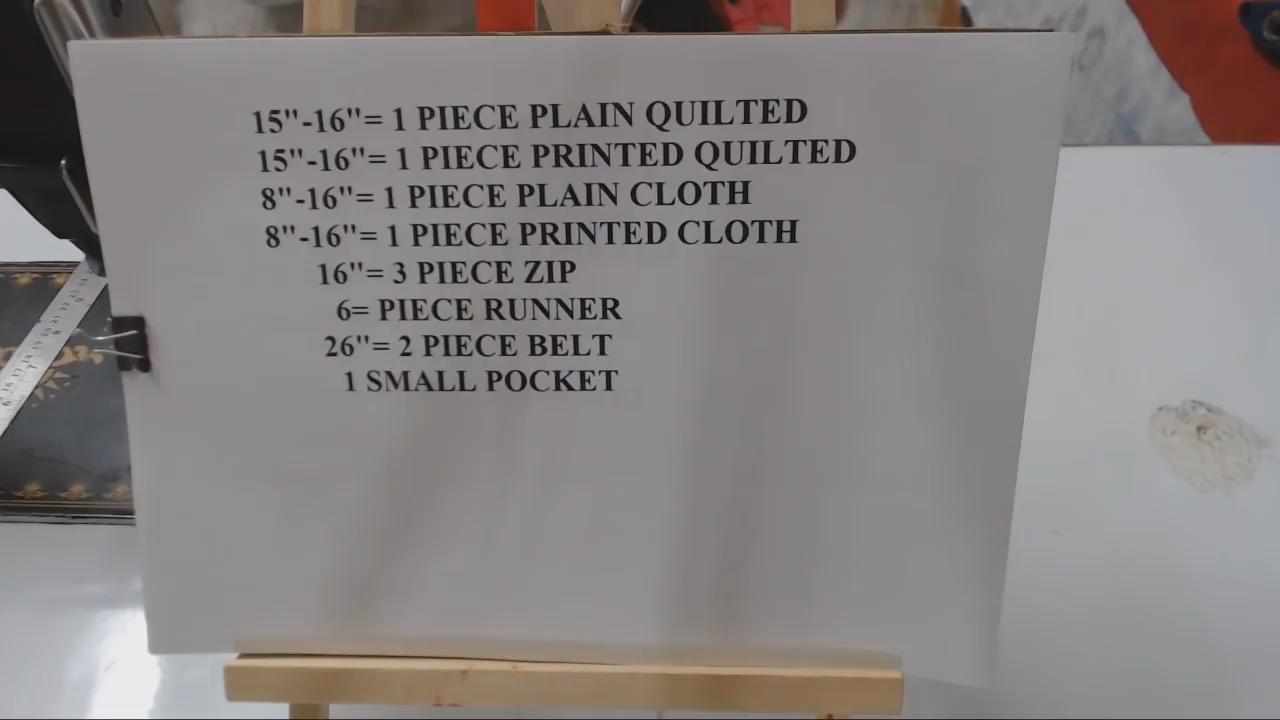 15"-16"= 1 PIECE PLAIN QUILTED
15"-16"= 1 PIECE PRINTED QUILTED
8"-16"= 1 PIECE PLAIN CLOTH
8"-16"= 1 PIECE PRINTED CLOTH
16"= 3 PIECE ZIP
6= PIECE RUNNER
26"= 2 PIECE BELT
1 SMALL POCKET